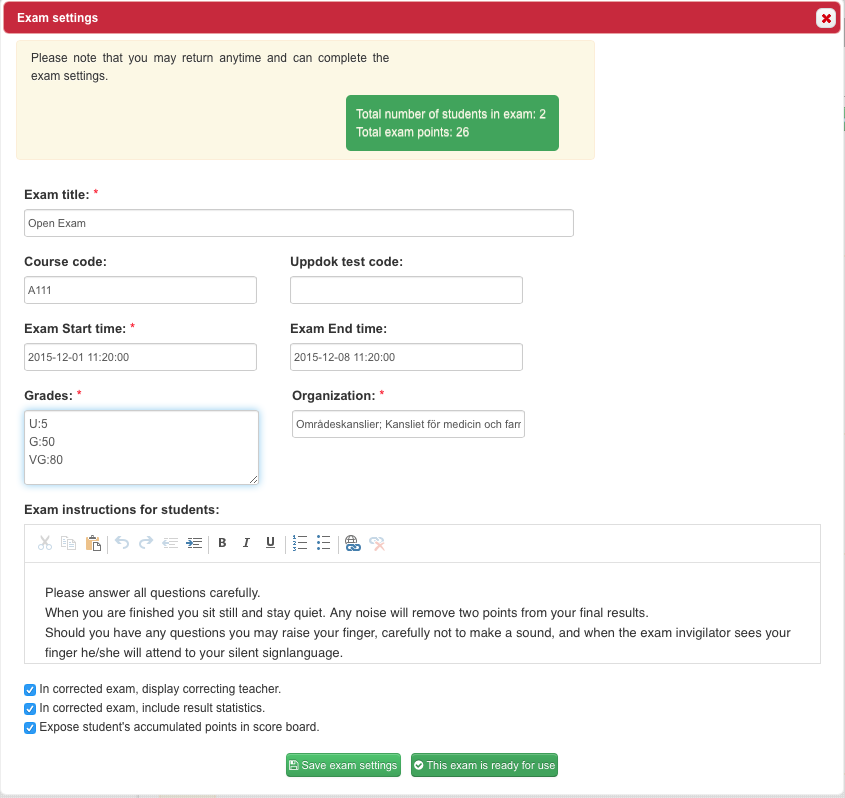 Exam settings
Please note that you may return anytime and can complete the
exam settings.
Total number of students in exam: 2
Total exam points: 26
Exam title: *
Open Exam
Course code:
Uppdok test code:
A111
Exam Start time: *
Exam End time:
2015-12-01 11:20:00
2015-12-08 11:20:00
Grades: *
Organization: *
U:5
G:50
VG:80
Områdeskanslier; Kansliet för medicin och farm
Exam instructions for students:
B I U
Please answer all questions carefully.
When you are finished you sit still and stay quiet. Any noise will remove two points from your final results.
Should you have any questions you may raise your finger, carefully not to make a sound, and when the exam invigilator sees your
finger he/she will attend to your silent signlanguage.
In corrected exam, display correcting teacher.
In corrected exam, include result statistics.
Expose student's accumulated points in score board.
Save exam settings
This exam is ready for use